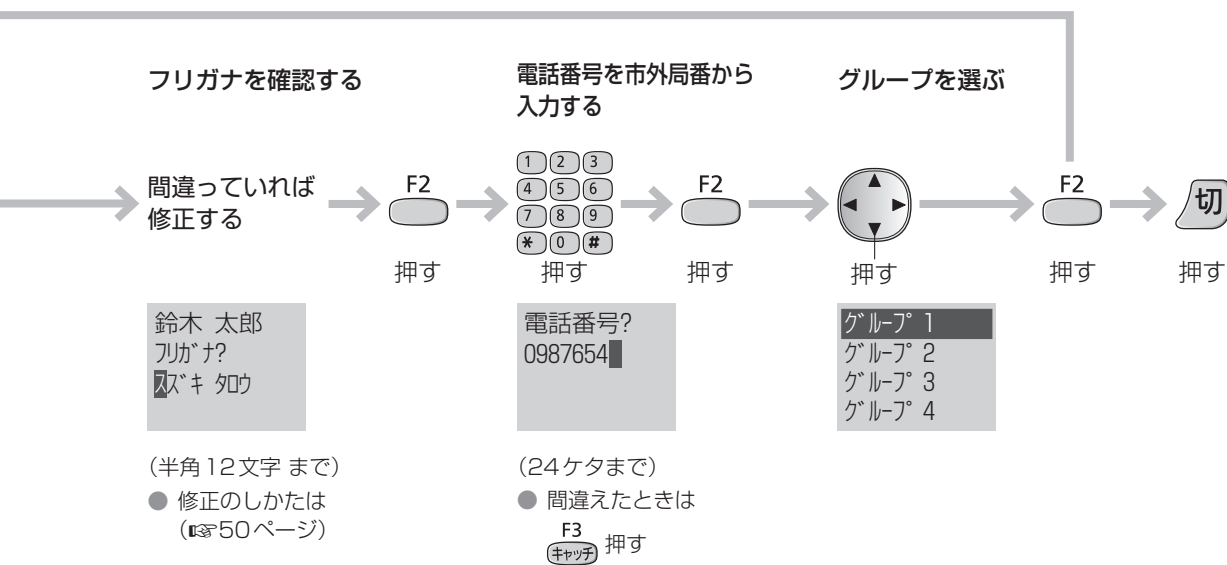 フリガナを確認する
間違っていれば
修正する
鈴木 太郎
ﾌﾘｶﾞﾅ?
ｽｽﾞｷ ﾀﾛｳ
（半角12文字 まで）
● 修正のしかたは
（☞50ページ）
F2
押す
電話番号を市外局番から
入力する
1 2 3
4 5 6
7 8 9
* 0 #
押す
電話番号?
0987654
（24ケタまで）
● 間違えたときは
F3
キャッチ 押す
F2
押す
グループを選ぶ
押す
ｸﾞﾙｰﾌﾟ 1
ｸﾞﾙｰﾌﾟ 2
ｸﾞﾙｰﾌﾟ 3
ｸﾞﾙｰﾌﾟ 4
F2
押す
切
押す